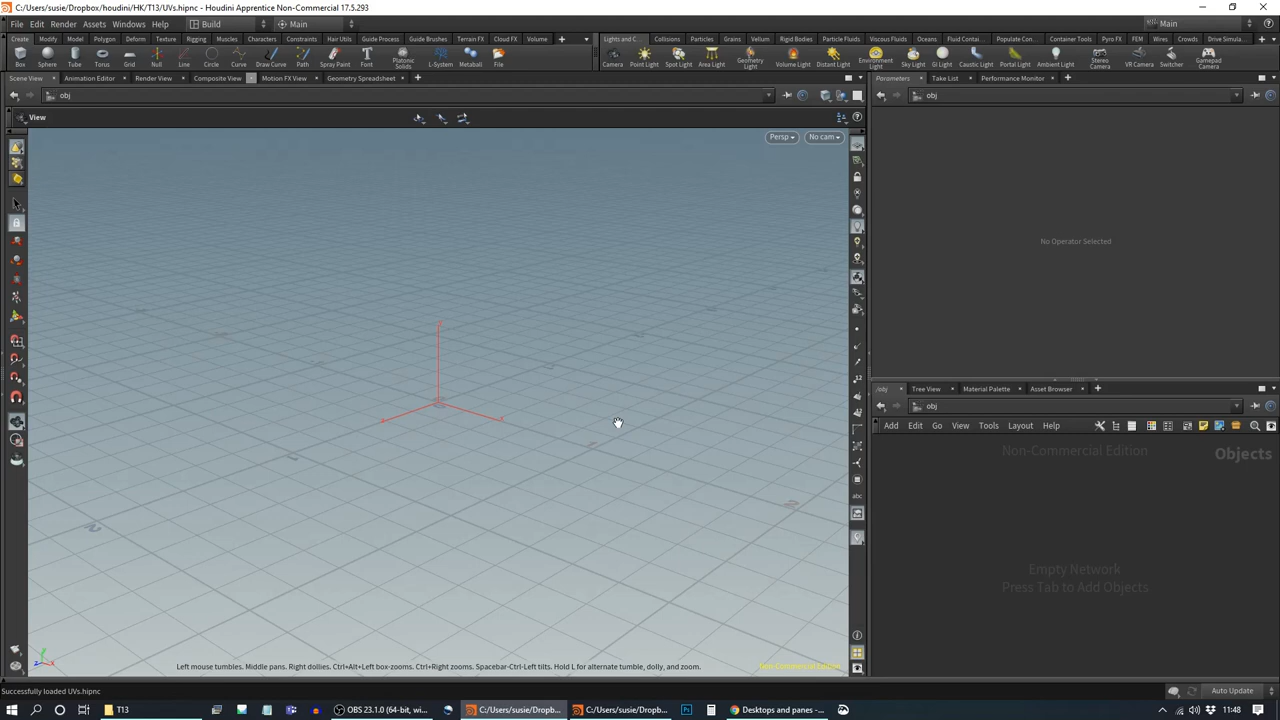 C:/Users/susie/Dropbox/houdini/HK/T13/UVs.hipnc - Houdini Apprentice Non-Commercial 17.5.293
File Edit Render Assets Windows Help Build Main Main
Create Modify Model Polygon Deform Texture Rigging Muscles Characters Constraints Hair Utils Guide Process Guide Brushes Terrain FX Cloud FX Volume
Lights and C... Collisions Particles Grains Vellum Rigid Bodies Particle Fluids Viscous Fluids Oceans Fluid Contai... Populate Con... Container Tools Pyro FX FEM Wires Crowds Drive Simula...
Box Sphere Tube Torus Grid Null Line Circle Curve Draw Curve Path Spray Paint Font Platonic Solids L-System Metaball File
Camera Point Light Spot Light Area Light Geometry Light Volume Light Distant Light Environment Light Sky Light GI Light Caustic Light Portal Light Ambient Light Stereo Camera VR Camera Switcher Gamepad Camera
Scene View Animation Editor Render View Composite View Motion FX View Geometry Spreadsheet
Parameters Take List Performance Monitor
obj
obj
View
Persp No cam
No Operator Selected
/obj Tree View Material Palette Asset Browser
obj
Add Edit Go View Tools Layout Help
Non-Commercial Edition
Objects
abc
Empty Network
Press Tab to Add Objects
Left mouse tumbles. Middle pans. Right dollies. Ctrl+Alt+Left box-zooms. Ctrl+Right zooms. Spacebar-Ctrl-Left tilts. Hold L for alternate tumble, dolly, and zoom.
Non-Commercial Edition
Successfully loaded UVs.hipnc
Auto Update
T13
OBS 23.1.0 (64-bit, wi...
C:/Users/susie/Dropb...
C:/Users/susie/Dropb...
Desktops and panes -...
11:48